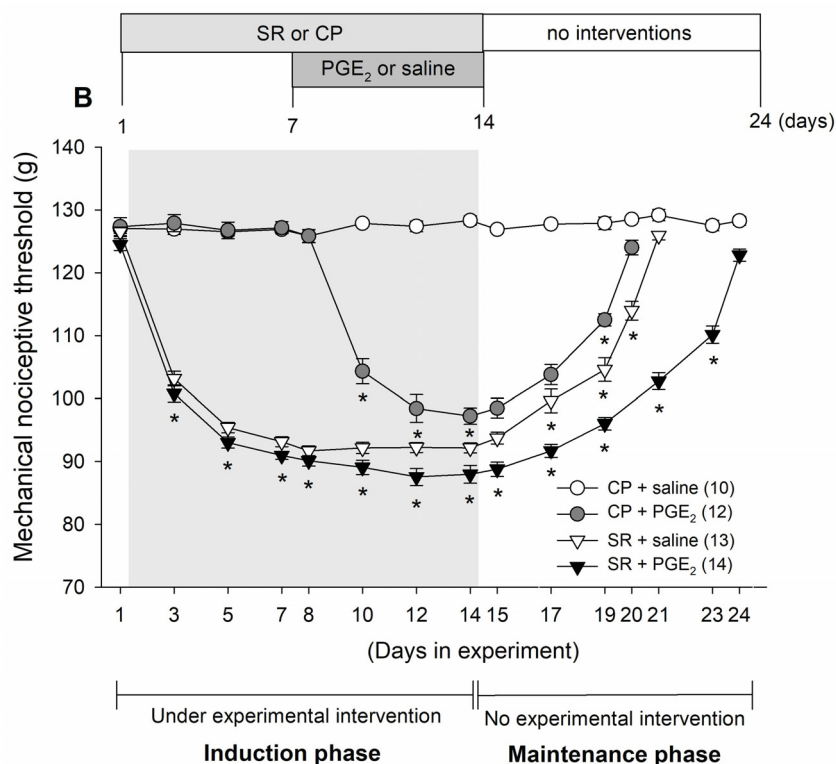 SR or CP
no interventions
PGE₂ or saline
B
1
7
14
24 (days)
Mechanical nociceptive threshold (g)
140
130
120
110
100
90
80
70
* * * * * * * * * * * * * * * * * * * *
CP + saline (10)
CP + PGE₂ (12)
SR + saline (13)
SR + PGE₂ (14)
1 3 5 7 8 10 12 14 15 17 19 20 21 23 24
(Days in experiment)
Under experimental intervention
No experimental intervention
Induction phase
Maintenance phase